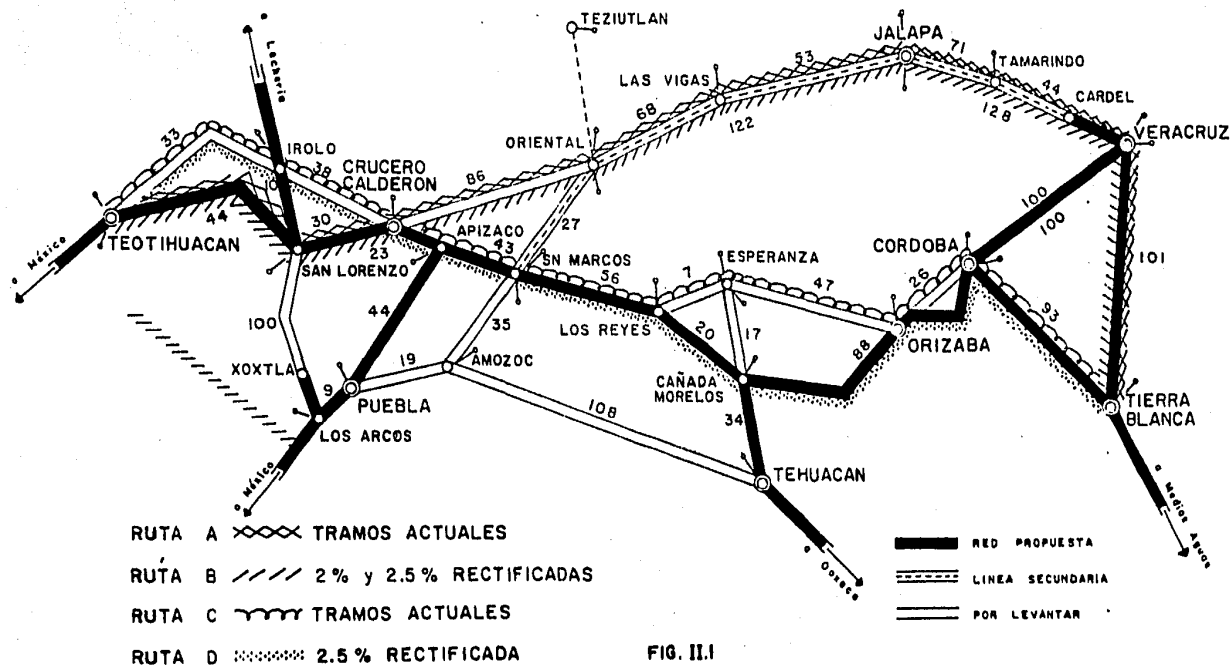 TEZIUTLAN
JALAPA
71
TAMARINDO
53
LAS VIGAS
44
CARDEL
128
VERACRUZ
a Lecheria
68
122
ORIENTAL
33
IROLO
38
CRUCERO
CALDERON
86
44
30
23
27
100
100
TEOTIHUACAN
a México
SAN LORENZO
APIZACO
43
SN MARCOS
56
7
ESPERANZA
47
CORDOBA
26
101
100
44
35
LOS REYES
20
17
88
ORIZABA
93
XOXTLA
19
AMOZOC
CAÑADA
MORELOS
9
PUEBLA
108
34
TIERRA
BLANCA
LOS ARCOS
a México
TEHUACAN
a Oaxaca
a Medias Aguas
RUTA A TRAMOS ACTUALES
RUTA B 2% y 2.5% RECTIFICADAS
RUTA C TRAMOS ACTUALES
RUTA D 2.5% RECTIFICADA
RED PROPUESTA
LINEA SECUNDARIA
POR LEVANTAR
FIG. II.I